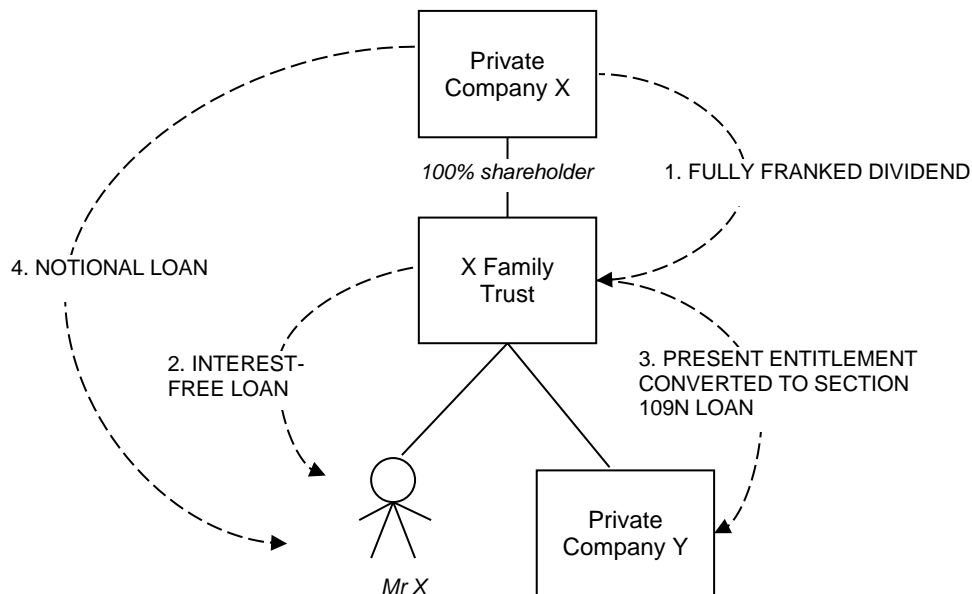 Private
Company X
100% shareholder
1. FULLY FRANKED DIVIDEND
4. NOTIONAL LOAN
X Family
Trust
2. INTEREST-
FREE LOAN
3. PRESENT ENTITLEMENT
CONVERTED TO SECTION
109N LOAN
Private
Company Y
Mr X